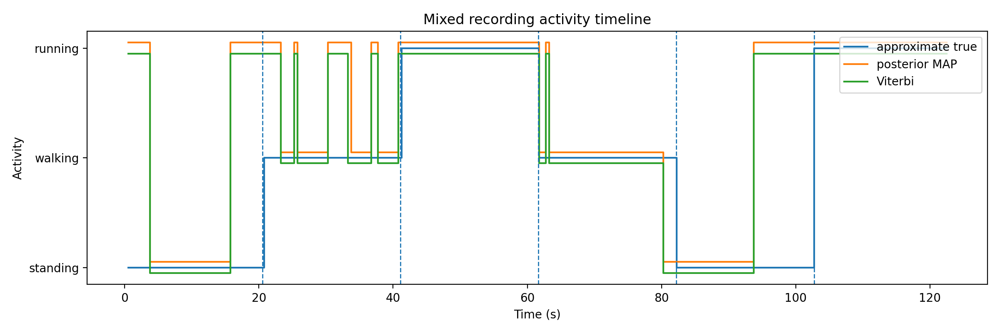 Mixed recording activity timeline
running
walking
standing
Activity
approximate true
posterior MAP
Viterbi
0 20 40 60 80 100 120
Time (s)